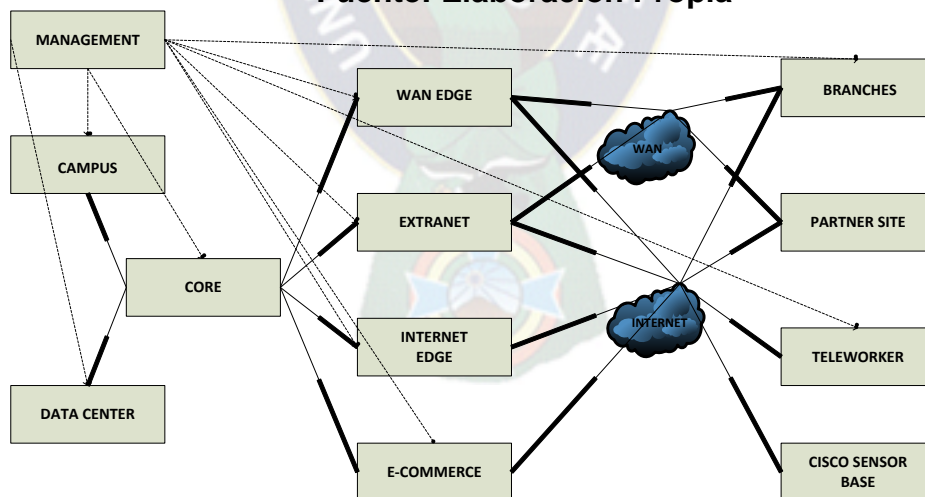 Fuente: Elaboración Propia
MANAGEMENT
CAMPUS
CORE
DATA CENTER
WAN EDGE
EXTRANET
INTERNET
EDGE
E-COMMERCE
WAN
INTERNET
BRANCHES
PARTNER SITE
TELEWORKER
CISCO SENSOR
BASE